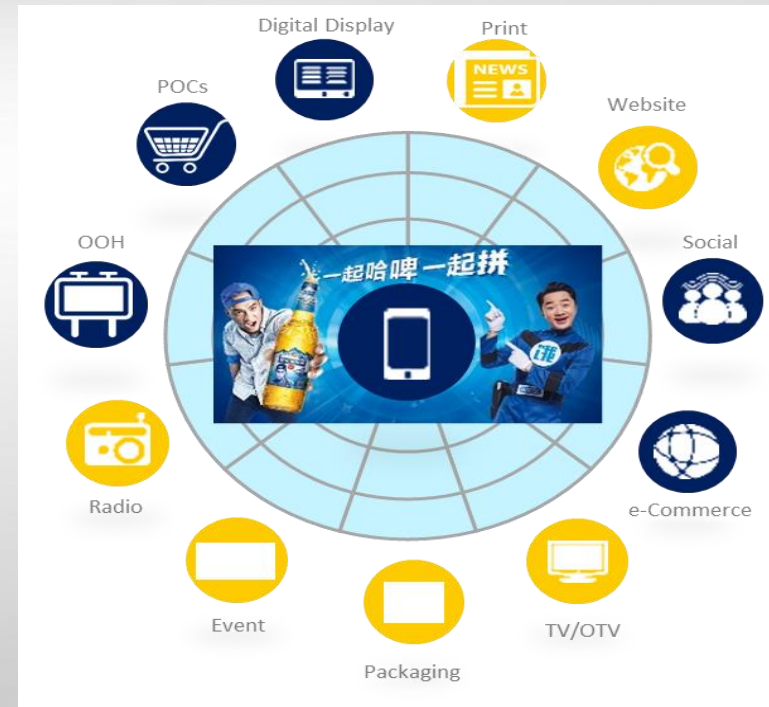 Digital Display
Print
POCs
NEWS
Website
一起哈啤一起拼
OOH
Social
Radio
e-Commerce
Event
TV/OTV
Packaging